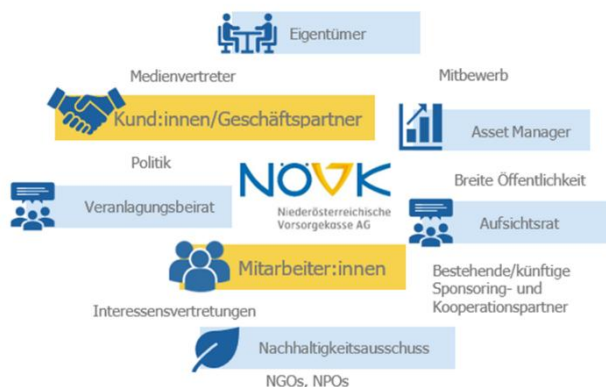 Eigentümer
Medienvertreter
Mitbewerb
Kund:innen/Geschäftspartner
Asset Manager
Politik
NÖVK
Niederösterreichische
Vorsorgekasse AG
Breite Öffentlichkeit
Veranlagungsbeirat
Aufsichtsrat
Mitarbeiter:innen
Bestehende/künftige
Sponsoring- und
Kooperationspartner
Interessensvertretungen
Nachhaltigkeitsausschuss
NGOs, NPOs